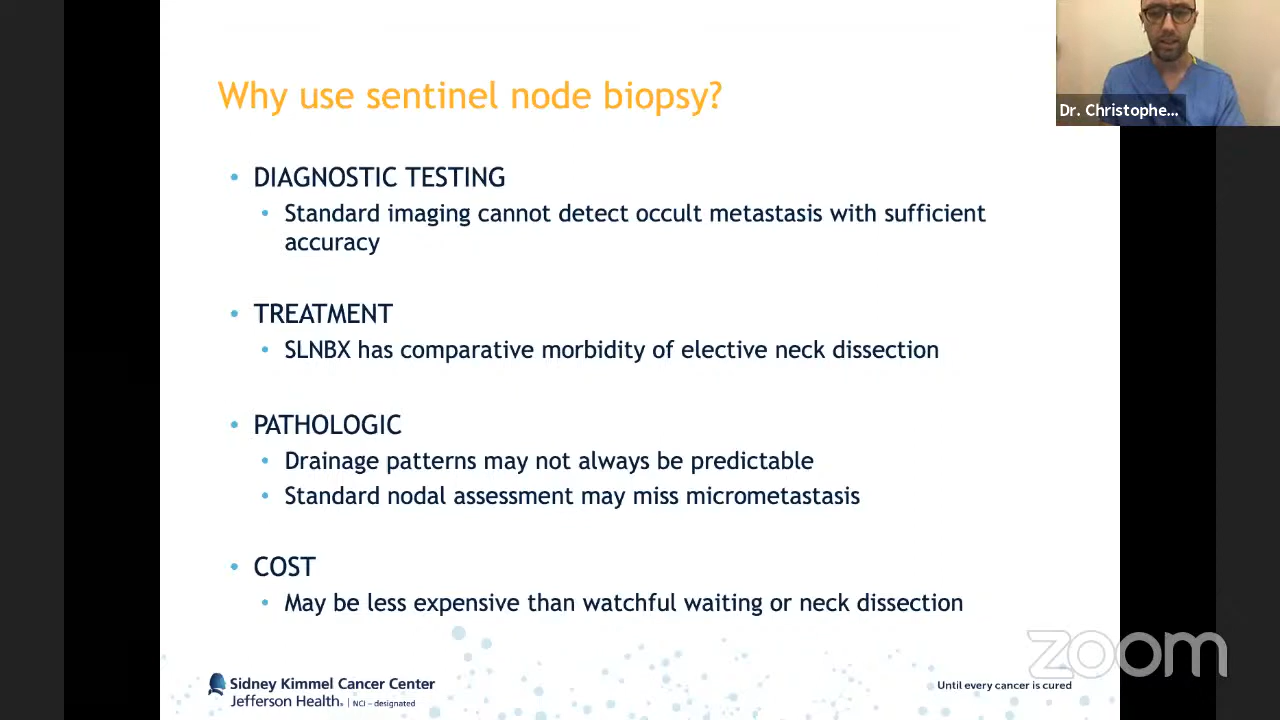 Why use sentinel node biopsy?
Dr. Christophe...
• DIAGNOSTIC TESTING
• Standard imaging cannot detect occult metastasis with sufficient
accuracy
• TREATMENT
• SLNBX has comparative morbidity of elective neck dissection
• PATHOLOGIC
• Drainage patterns may not always be predictable
• Standard nodal assessment may miss micrometastasis
• COST
• May be less expensive than watchful waiting or neck dissection
zoom
Sidney Kimmel Cancer Center
Jefferson Health. | NCI – designated
Until every cancer is cured